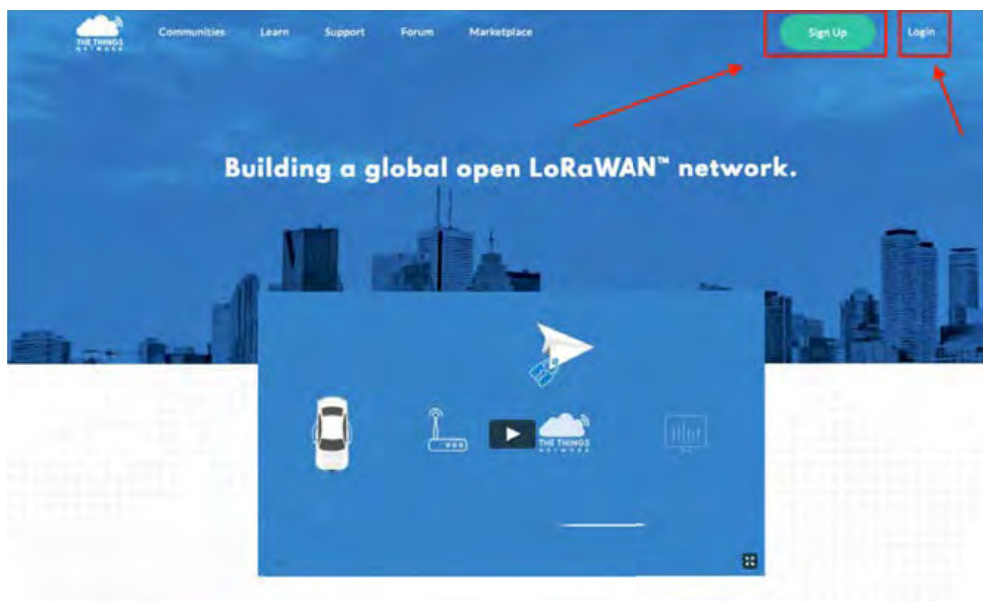 THE THINGS
NETWORK
Communities Learn Support Forum Marketplace Sign Up Login
Building a global open LoRaWAN™ network.
THE THINGS
NETWORK